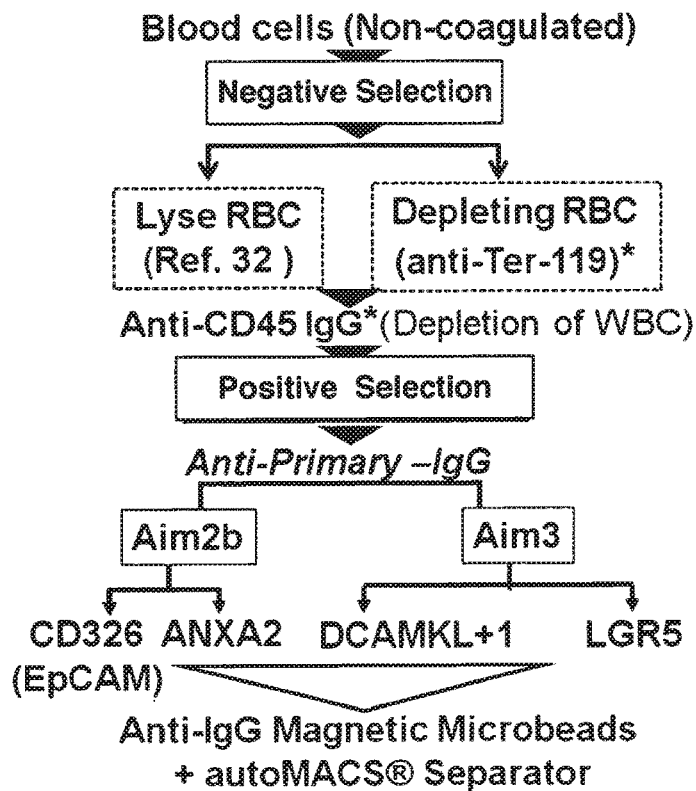 Blood cells (Non-coagulated)
Negative Selection
Lyse RBC
(Ref. 32 )
Depleting RBC
(anti-Ter-119)*
Anti-CD45 IgG*(Depletion of WBC)
Positive Selection
Anti-Primary –IgG
Aim2b
Aim3
CD326 ANXA2 DCAMKL+1 LGR5
(EpCAM)
Anti-IgG Magnetic Microbeads
+ autoMACS® Separator